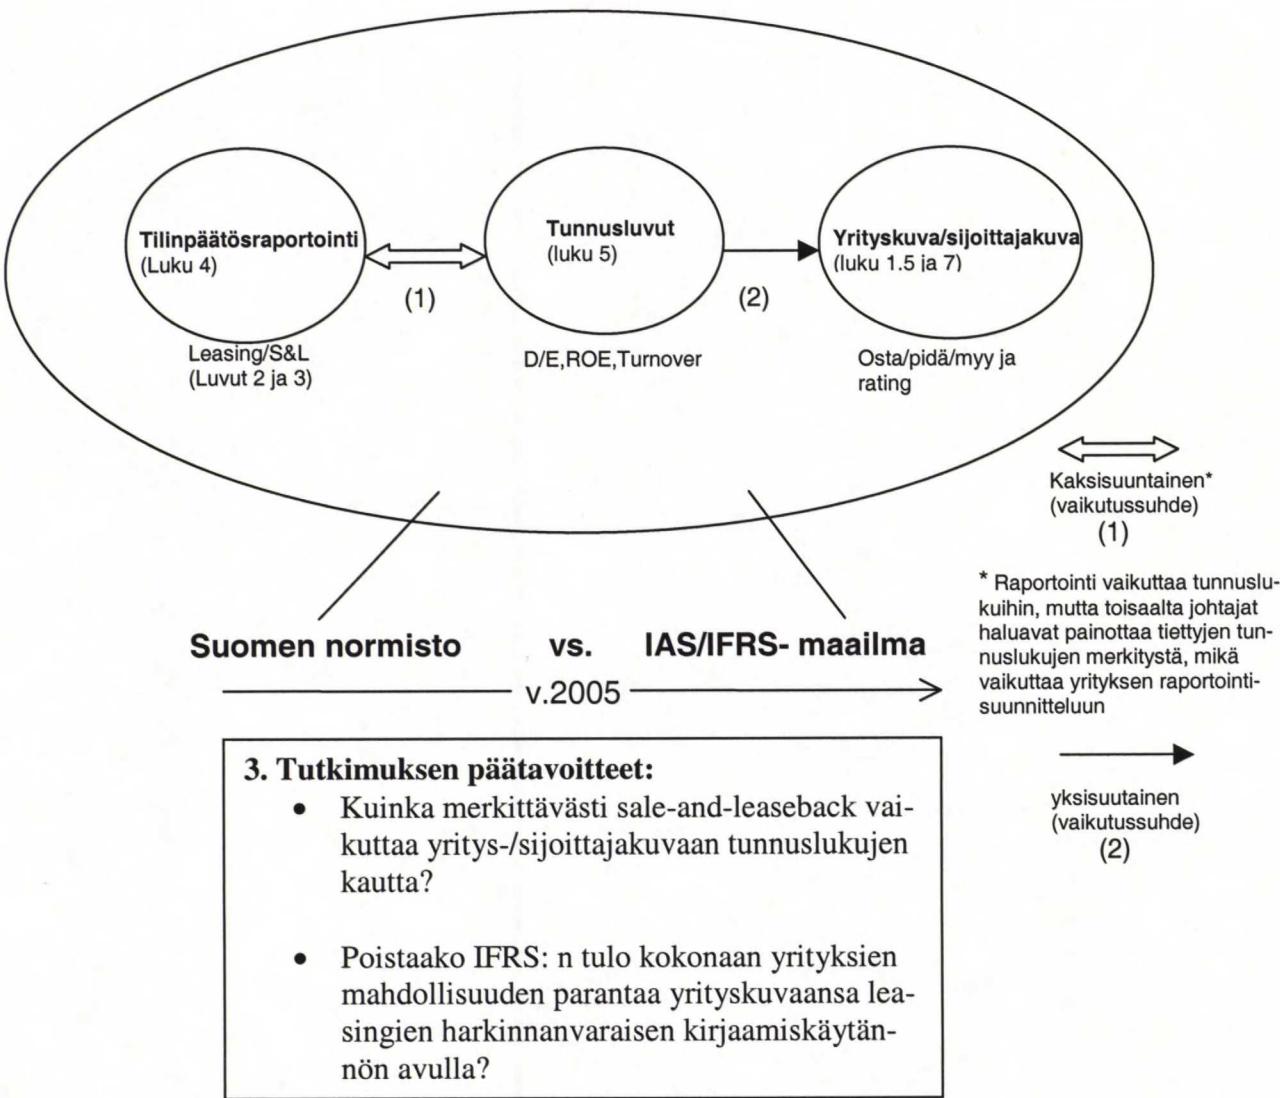 Tilinpäätösraportointi
(Luku 4)
(1)
Leasing/S&L
(Luvut 2 ja 3)
Tunnusluvut
(luku 5)
(2)
D/E,ROE,Turnover
Yrityskuva/sijoittajakuva
(luku 1.5 ja 7)
Osta/pidä/myy ja
rating
Kaksisuuntainen*
(vaikutussuhde)
(1)
* Raportointi vaikuttaa tunnuslu-
kuihin, mutta toisaalta johtajat
haluavat painottaa tiettyjen tun-
nuslukujen merkitystä, mikä
vaikuttaa yrityksen raportointi-
suunnitteluun
yksisuutainen
(vaikutussuhde)
(2)
Suomen normisto vs. IAS/IFRS- maailma
v.2005
3. Tutkimuksen päätavoitteet:
• Kuinka merkittävästi sale-and-leaseback vai-
kuttaa yritys-/sijoittajakuvaan tunnuslukujen
kautta?
• Poistaako IFRS: n tulo kokonaan yrityksien
mahdollisuuden parantaa yrityskuvaansa lea-
singien harkinnanvaraisen kirjaamiskäytän-
nön avulla?